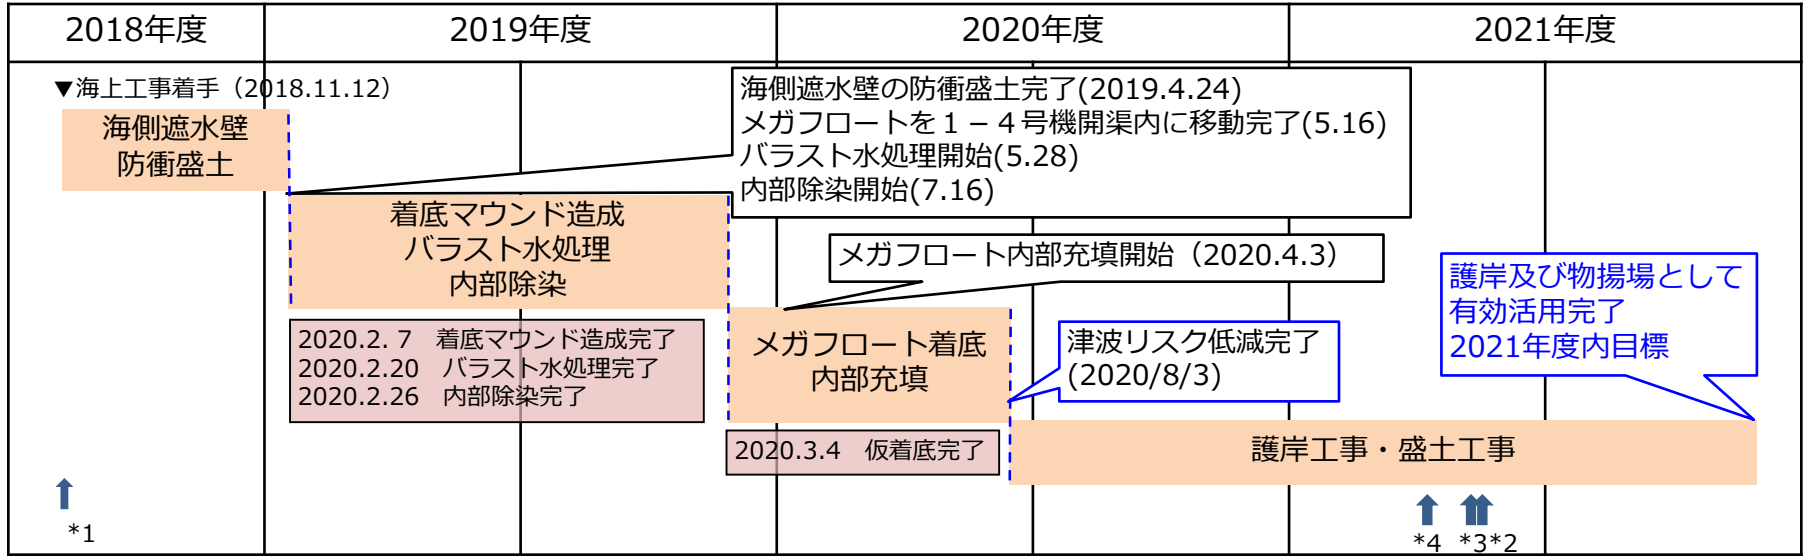 2018年度
2019年度
2020年度
2021年度
▼海上工事着手（2018.11.12）
海側遮水壁
防衝盛土
海側遮水壁の防衝盛土完了(2019.4.24)
メガフロートを１－４号機開渠内に移動完了(5.16)
バラスト水処理開始(5.28)
内部除染開始(7.16)
着底マウンド造成
バラスト水処理
内部除染
メガフロート内部充填開始（2020.4.3）
護岸及び物揚場として
有効活用完了
2021年度内目標
2020.2. 7　着底マウンド造成完了
2020.2.20　バラスト水処理完了
2020.2.26　内部除染完了
メガフロート着底
内部充填
津波リスク低減完了
(2020/8/3)
2020.3.4　仮着底完了
護岸工事・盛土工事
*1
*4
*3*2